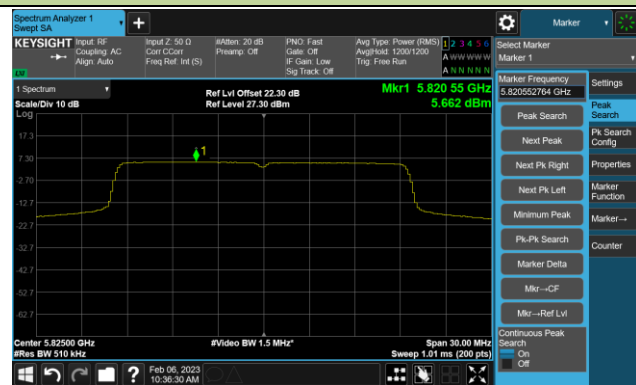 Spectrum Analyzer 1
Swept SA
+
Marker
KEYSIGHT
Input: RF
Coupling: AC
Align: Auto
Input Z: 50 Ω
Corr CCorr
Freq Ref: Int (S)
#Atten: 20 dB
Preamp: Off
PNO: Fast
Gate: Off
IF Gain: Low
Sig Track: Off
Avg Type: Power (RMS)
Avg|Hold: 1200/1200
Trig: Free Run
1 2 3 4 5 6
A W W W W W
A N N N N N
Select Marker
Marker 1
1 Spectrum
Scale/Div 10 dB
Log
Ref Lvl Offset 22.30 dB
Ref Level 27.30 dBm
Mkr1 5.820 55 GHz
5.662 dBm
17.3
7.30
-2.70
-12.7
-22.7
-32.7
-42.7
-52.7
-62.7
1
Center 5.82500 GHz
#Res BW 510 kHz
#Video BW 1.5 MHz*
Span 30.00 MHz
Sweep 1.01 ms (200 pts)
Marker Frequency
5.820552764 GHz
Peak Search
Next Peak
Next Pk Right
Next Pk Left
Minimum Peak
Pk-Pk Search
Marker Delta
Mkr→CF
Mkr→Ref Lvl
Continuous Peak
Search
On
Off
Settings
Peak
Search
Pk Search
Config
Properties
Marker
Function
Marker→
Counter
?
Feb 06, 2023
10:36:30 AM